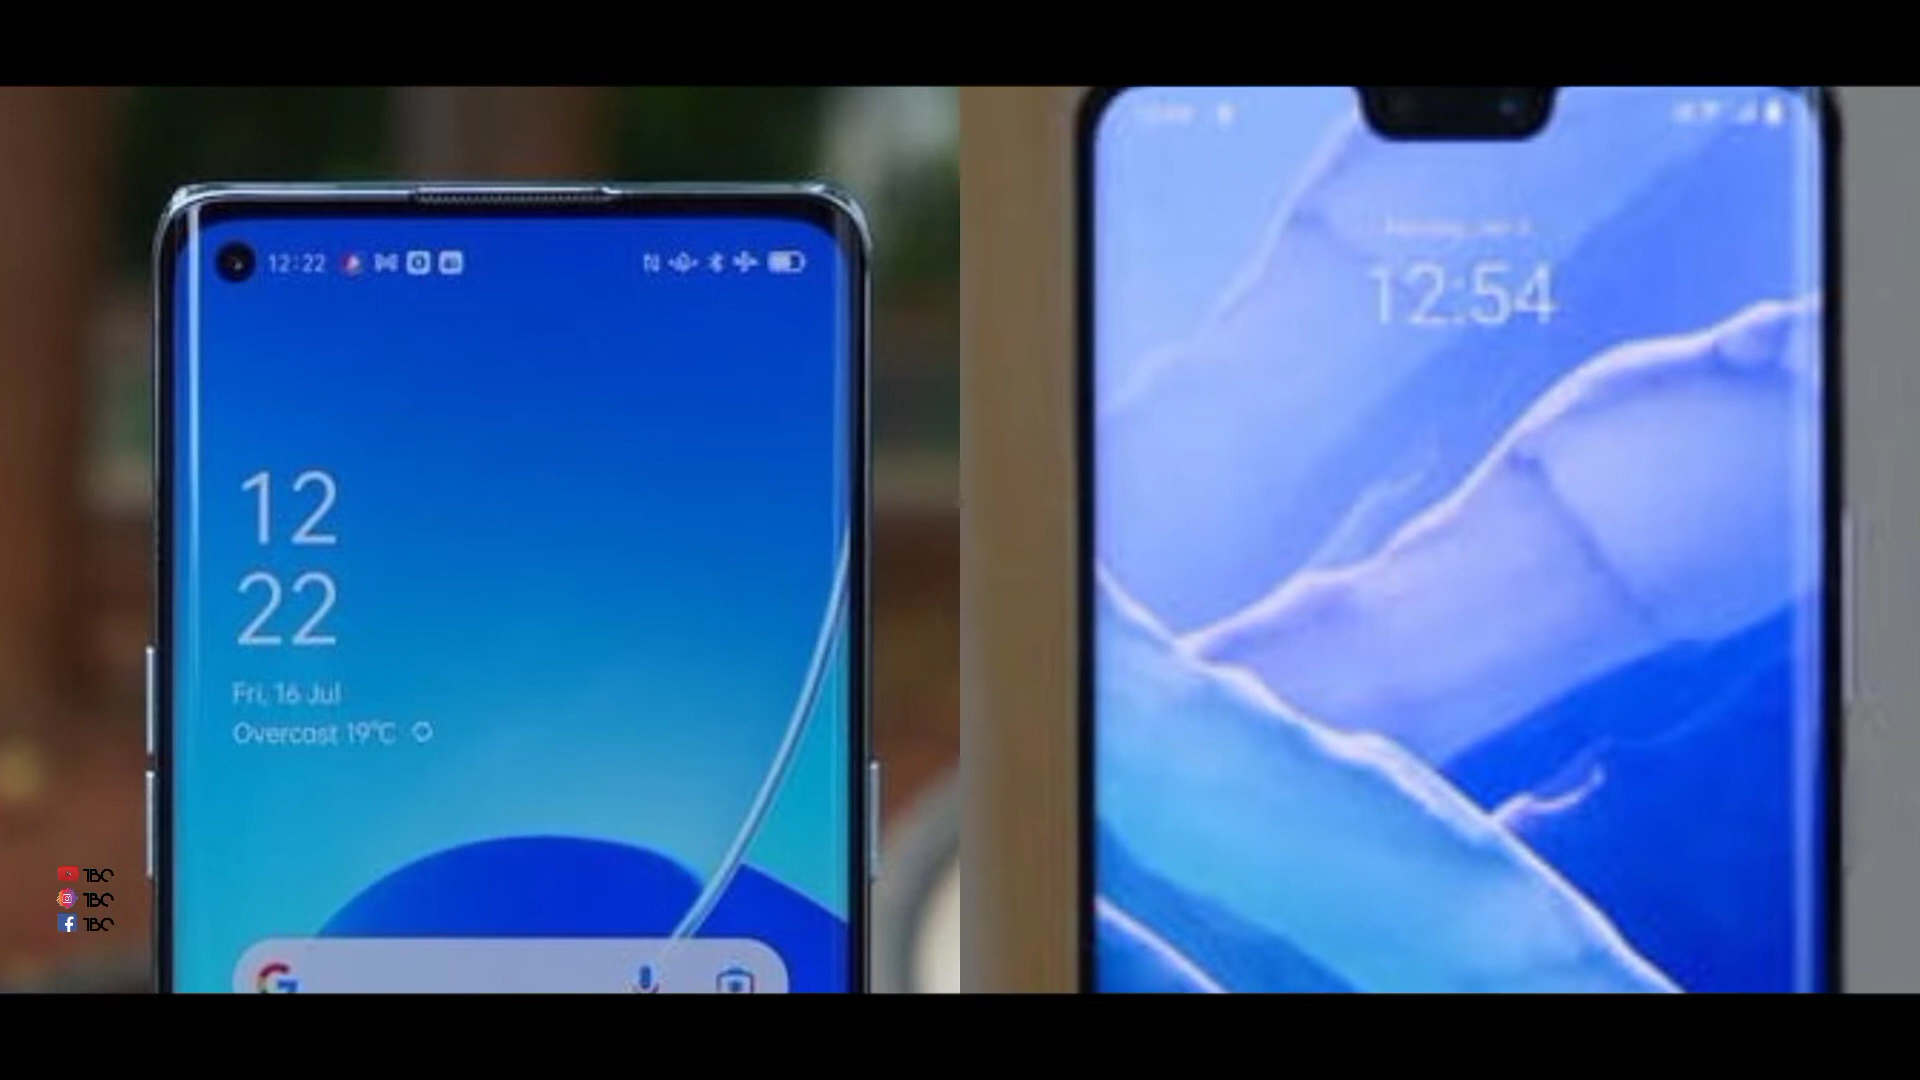 12:22
12
22
Fri, 16 Jul
Overcast 19°C
G
12:54
TBC
TBC
TBC